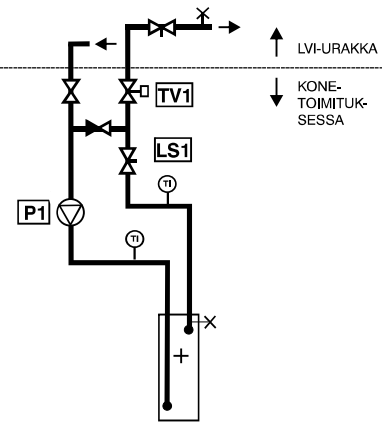 LVI-URAKKA
TV1
KONE-
TOIMITUK-
SESSA
LS1
TI
P1
TI